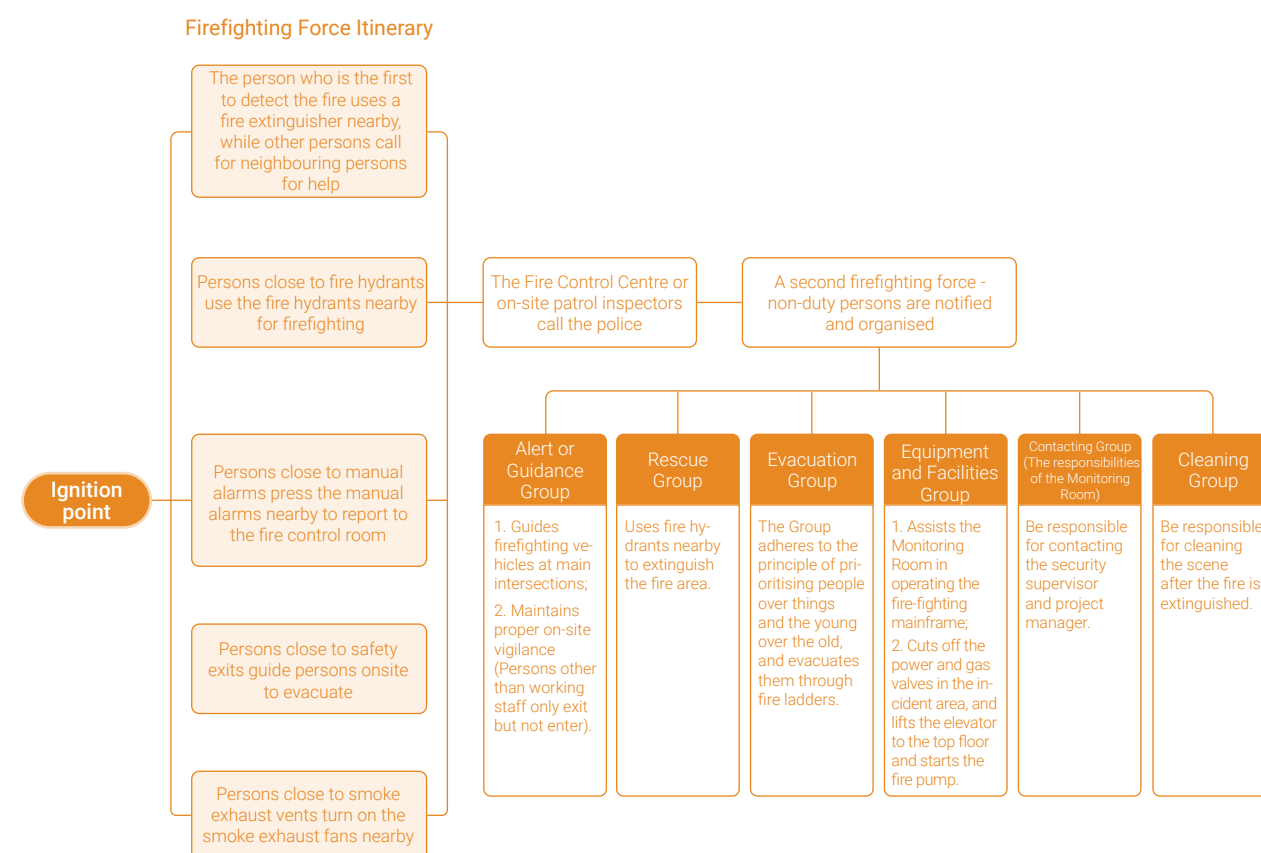 Firefighting Force Itinerary
The person who is the first
to detect the fire uses a
fire extinguisher nearby,
while other persons call
for neighbouring persons
for help
Persons close to fire hydrants
use the fire hydrants nearby
for firefighting
The Fire Control Centre or
on-site patrol inspectors
call the police
A second firefighting force -
non-duty persons are notified
and organised
Ignition
point
Persons close to manual
alarms press the manual
alarms nearby to report to
the fire control room
Persons close to safety
exits guide persons onsite
to evacuate
Persons close to smoke
exhaust vents turn on the
smoke exhaust fans nearby
Alert or
Guidance
Group
1. Guides
firefighting ve-
hicles at main
intersections;
2. Maintains
proper on-site
vigilance
(Persons other
than working
staff only exit
but not enter).
Rescue
Group
Uses fire hy-
drants nearby
to extinguish
the fire area.
Evacuation
Group
The Group
adheres to the
principle of pri-
oritising people
over things
and the young
over the old,
and evacuates
them through
fire ladders.
Equipment
and Facilities
Group
1. Assists the
Monitoring
Room in
operating the
fire-fighting
mainframe;
2. Cuts off the
power and gas
valves in the in-
cident area, and
lifts the elevator
to the top floor
and starts the
fire pump.
Contacting Group
(The responsibilities
of the Monitoring
Room)
Be responsible
for contacting
the security
supervisor
and project
manager.
Cleaning
Group
Be responsible
for cleaning
the scene
after the fire is
extinguished.